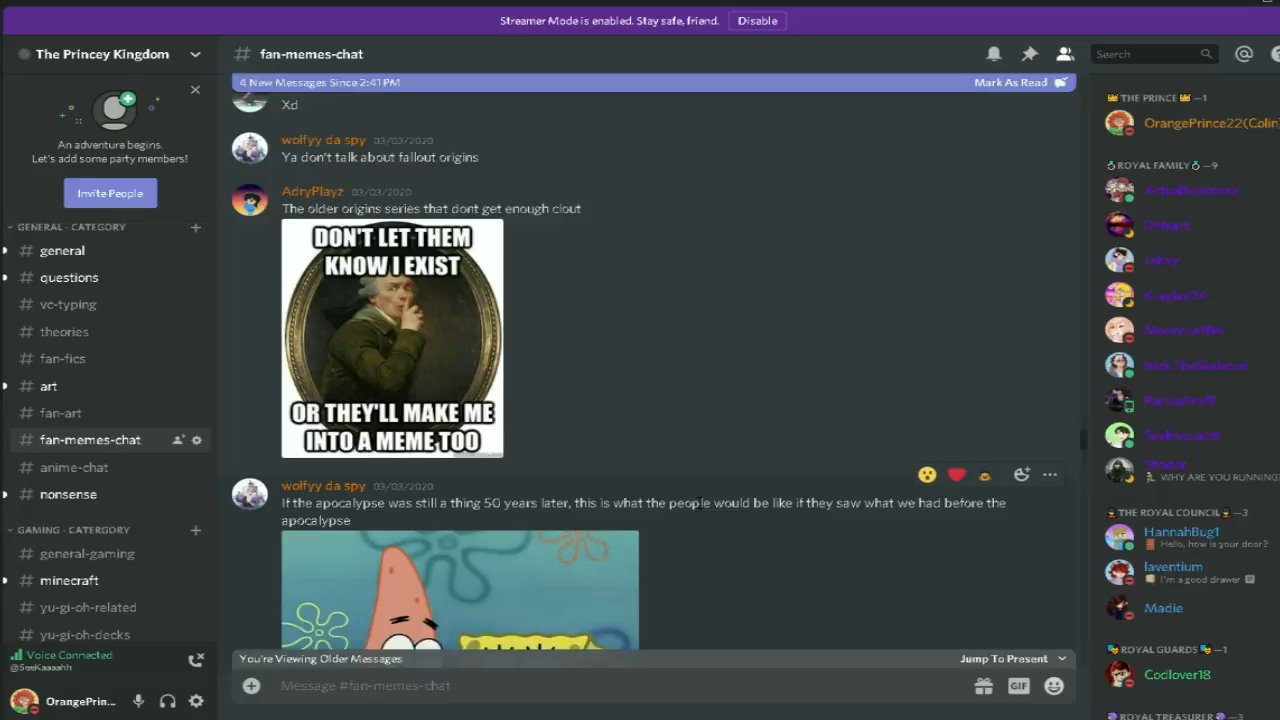 Streamer Mode is enabled. Stay safe, friend. Disable
The Princey Kingdom
fan-memes-chat
Search
4 New Messages Since 2:41 PM
Mark As Read
An adventure begins.
Let's add some party members!
Invite People
GENERAL - CATEGORY
general
questions
vc-typing
theories
fan-fics
art
fan-art
fan-memes-chat
anime-chat
nonsense
GAMING - CATERGORY
general-gaming
minecraft
yu-gi-oh-related
yu-gi-oh-decks
Voice Connected
@SeeKaaaahh
OrangePrin...
Xd
wolfyy da spy 03/03/2020
Ya don't talk about fallout origins
AdryPlayz 03/03/2020
The older origins series that dont get enough clout
DON'T LET THEM
KNOW I EXIST
OR THEY'LL MAKE ME
INTO A MEME TOO
wolfyy da spy 03/03/2020
If the apocalypse was still a thing 50 years later, this is what the people would be like if they saw what we had before the
apocalypse
You're Viewing Older Messages
Jump To Present
Message #fan-memes-chat
GIF
THE PRINCE —1
OrangePrince22(Colin
ROYAL FAMILY —9
WHY ARE YOU RUNNING
THE ROYAL COUNCIL —3
HannahBug1
Hello, how is your door?
laventium
I'm a good drawer
Madie
ROYAL GUARDS —1
Codlover18
ROYAL TREASURER —3